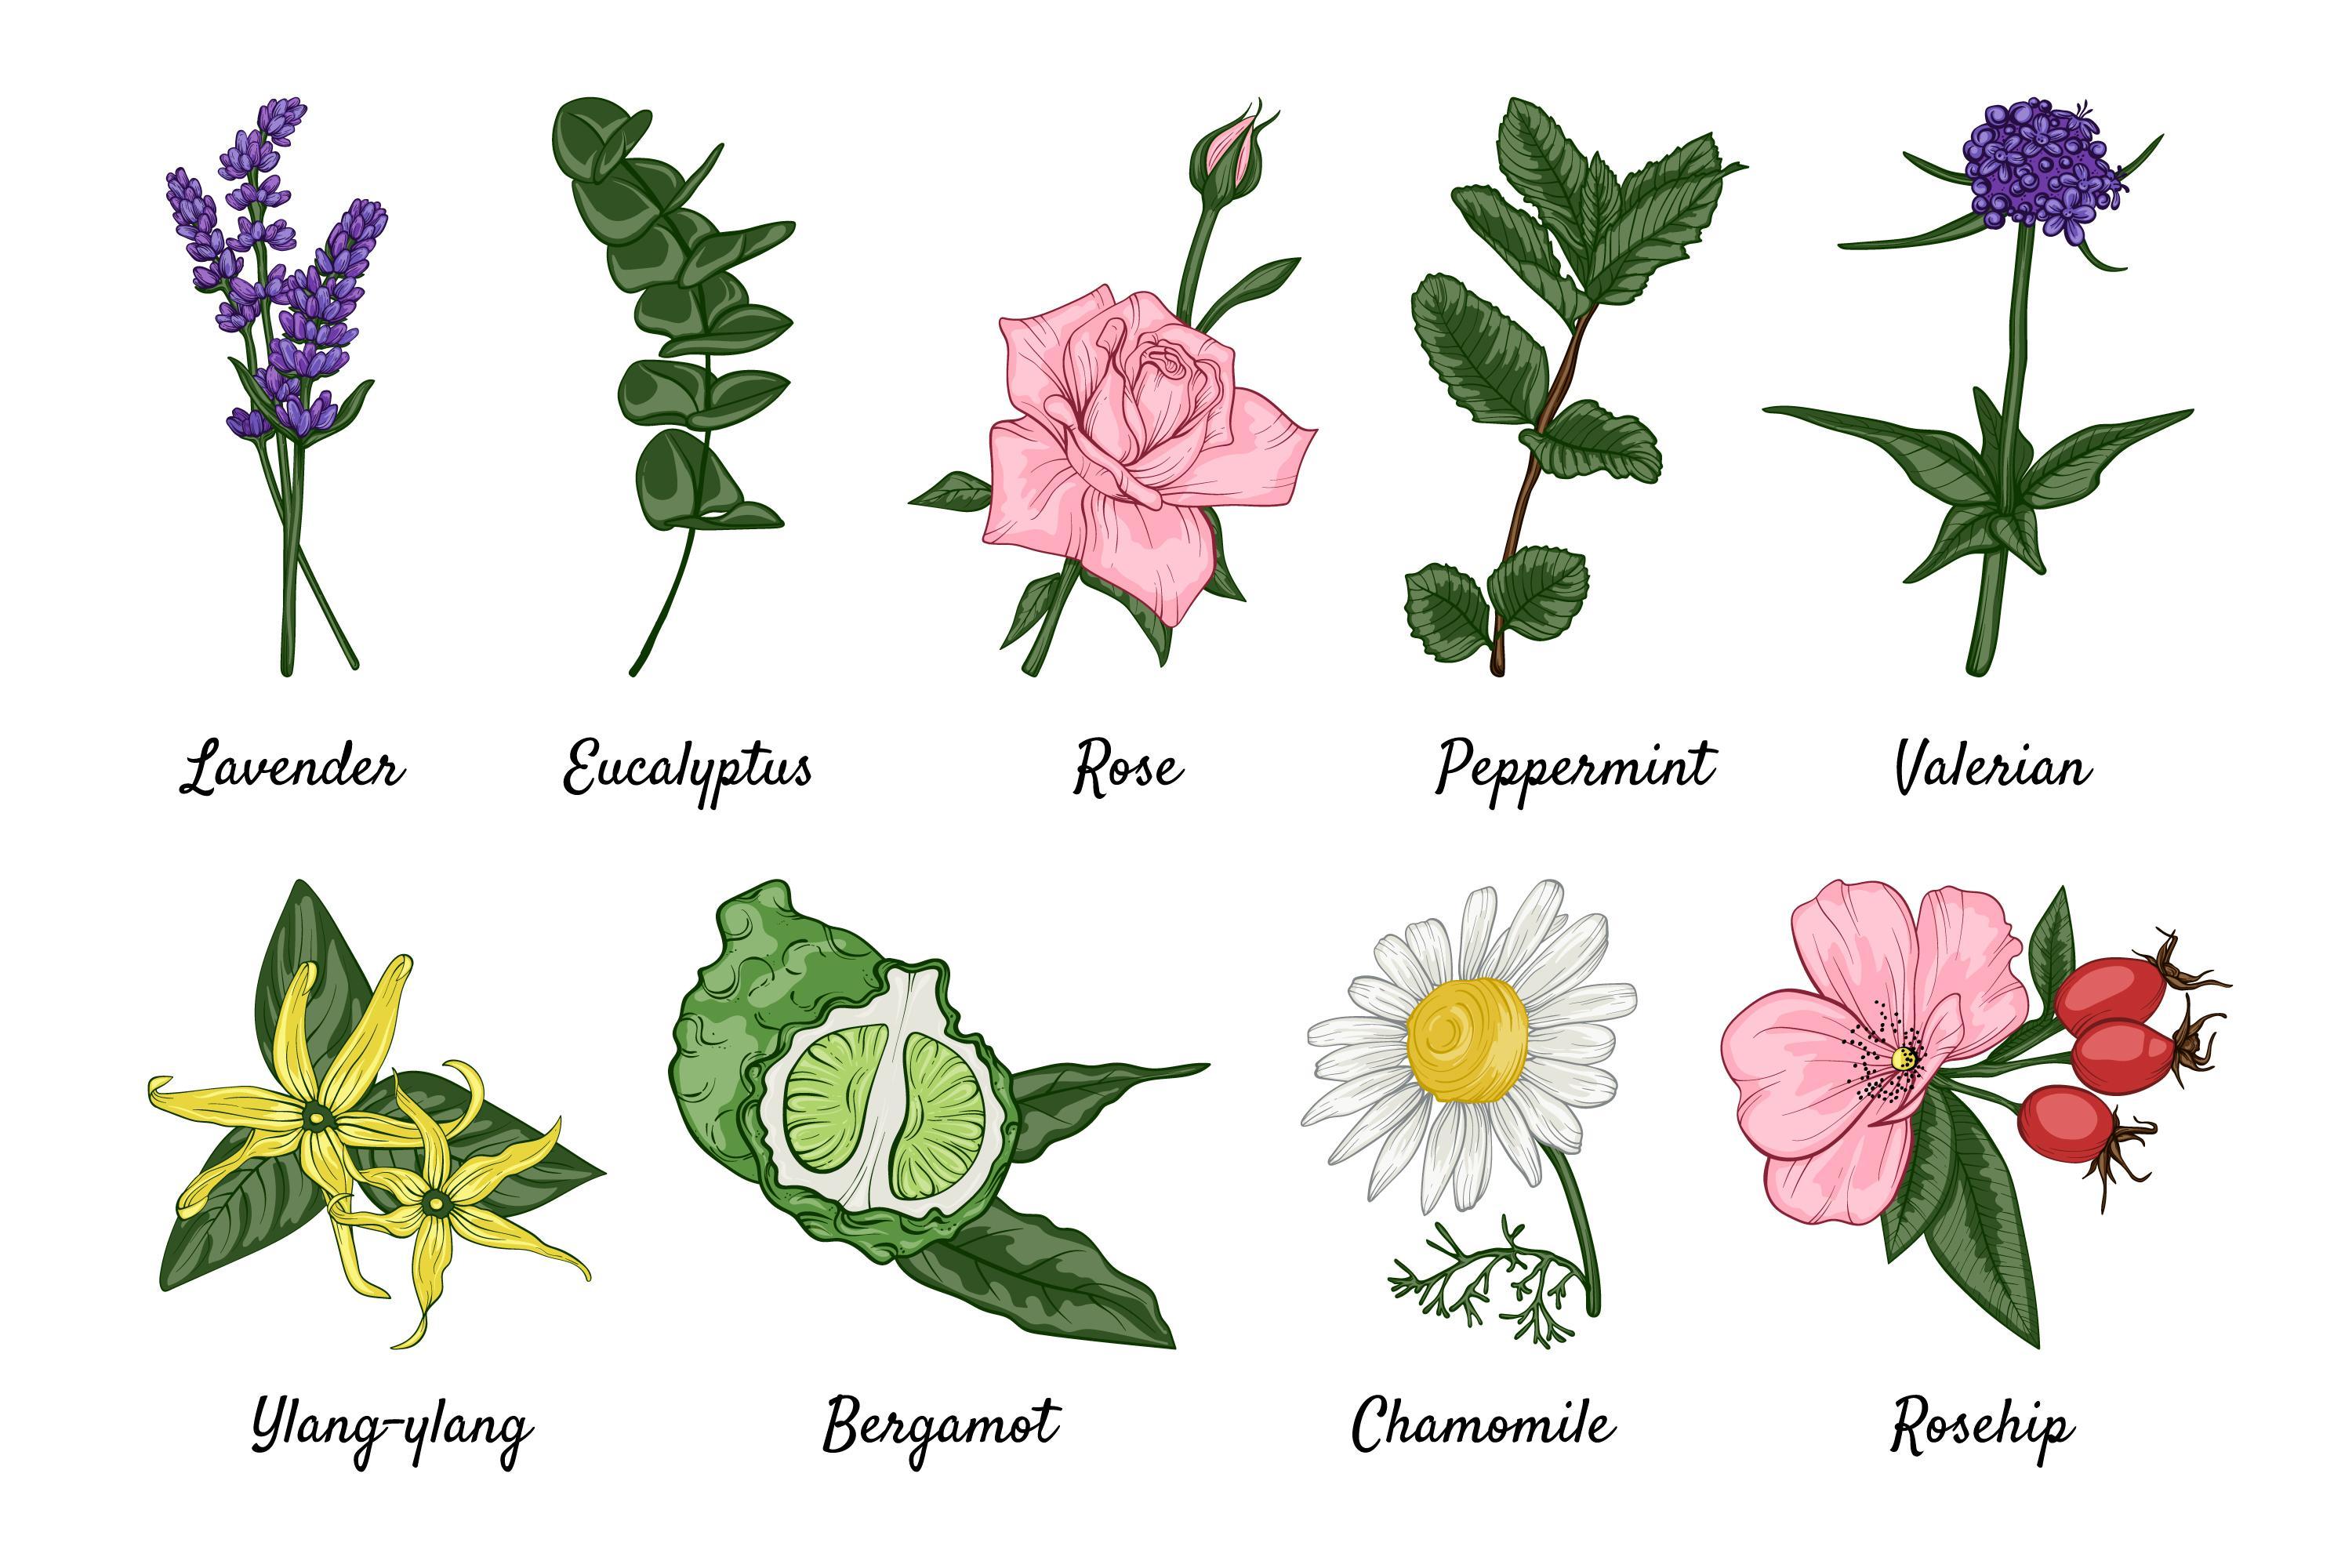 Lavender
Eucalyptus
Rose
Peppermint
Valerian
Ylang-ylang
Bergamot
Chamomile
Rosehip